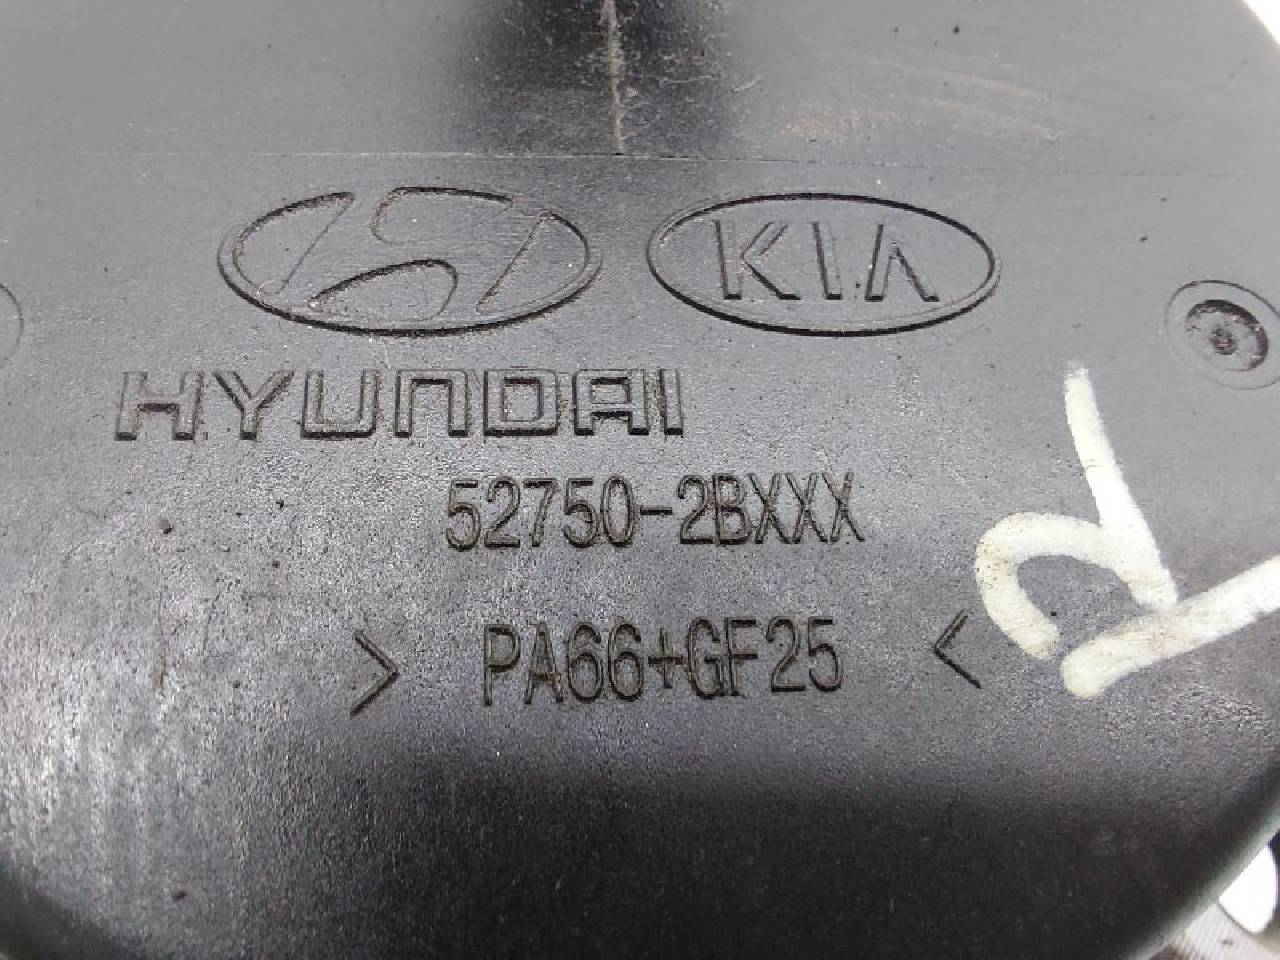 KIA
HYUNDAI
52750-2BXXX
> PA66+GF25 <
R